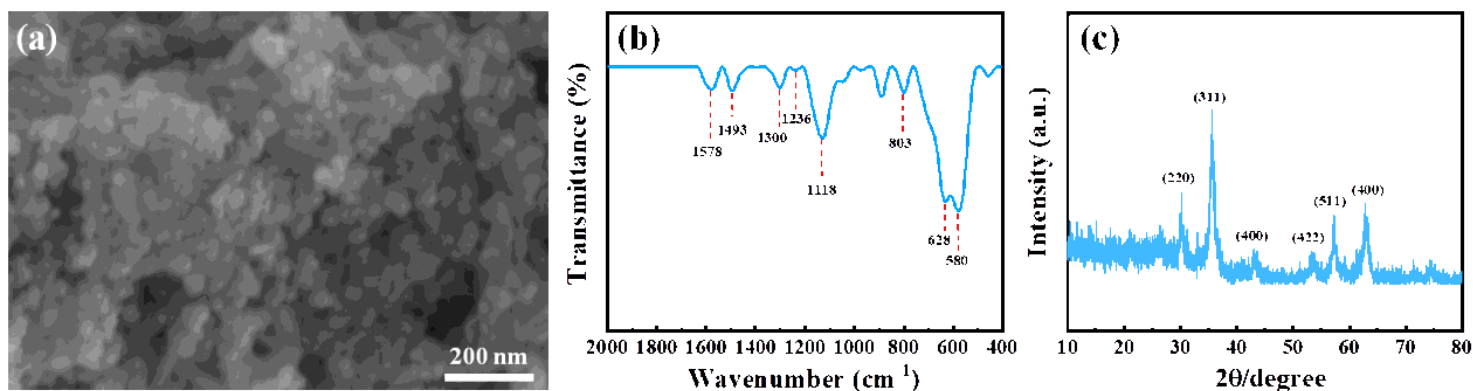 (a)
200 nm
(b)
Transmittance (%)
1578
1493
1300
1236
1118
803
628
580
2000 1800 1600 1400 1200 1000 800 600 400
Wavenumber (cm ¹)
(c)
Intensity (a.u.)
(220)
(311)
(400)
(422)
(511)
(400)
10 20 30 40 50 60 70 80
2θ/degree